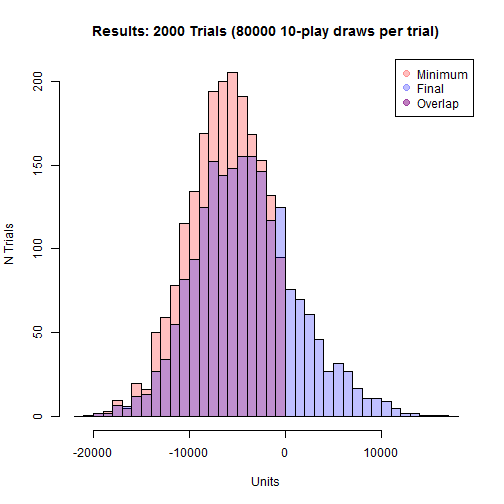 Results: 2000 Trials (80000 10-play draws per trial)
Minimum
Final
Overlap
200
150
100
50
0
N Trials
-20000 -10000 0 10000
Units